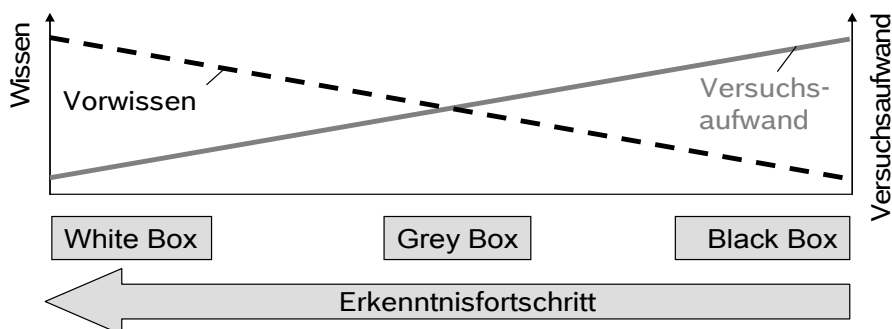 Wissen
Vorwissen
Versuchs-
aufwand
Versuchsaufwand
White Box
Grey Box
Black Box
Erkenntnisfortschritt